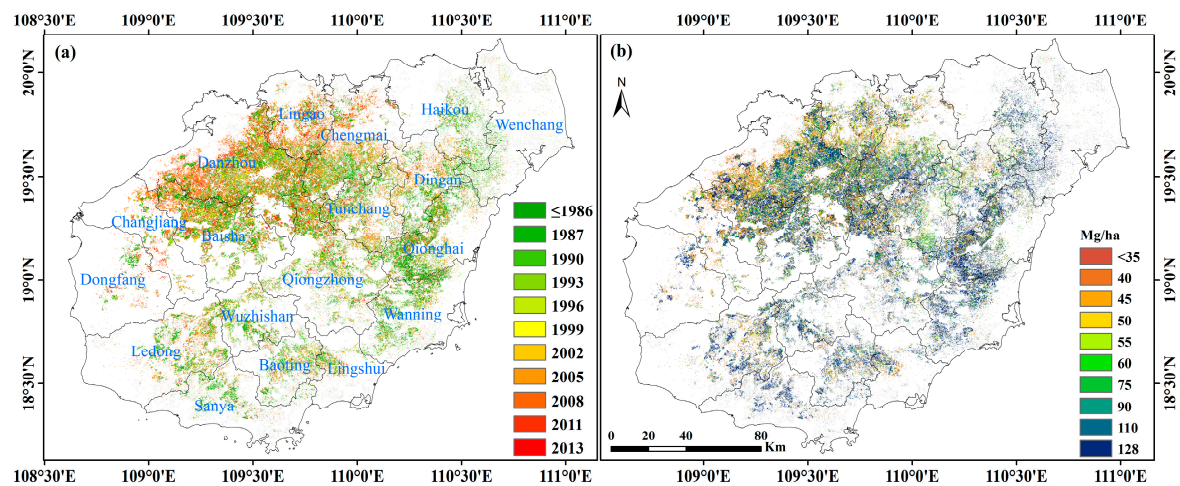 108°30'E 109°0'E 109°30'E 110°0'E 110°30'E 111°0'E
109°0'E 109°30'E 110°0'E 110°30'E 111°0'E
(a)
20°0'N
19°30'N
19°0'N
18°30'N
Lingao
Haikou
Chengmai
Wenchang
Danzhou
Dingan
Tunchang
Changjiang
Baisha
Qionghai
Dongfang
Qiongzhong
Wuzhishan
Wanning
Ledong
Baoting
Lingshui
Sanya
≤1986
1987
1990
1993
1996
1999
2002
2005
2008
2011
2013
(b)
N
Mg/ha
<35
40
45
50
55
60
75
90
110
128
0 20 40 80
Km
20°0'N
19°30'N
19°0'N
18°30'N
108°30'E 109°0'E 109°30'E 110°0'E 110°30'E 111°0'E
109°0'E 109°30'E 110°0'E 110°30'E 111°0'E